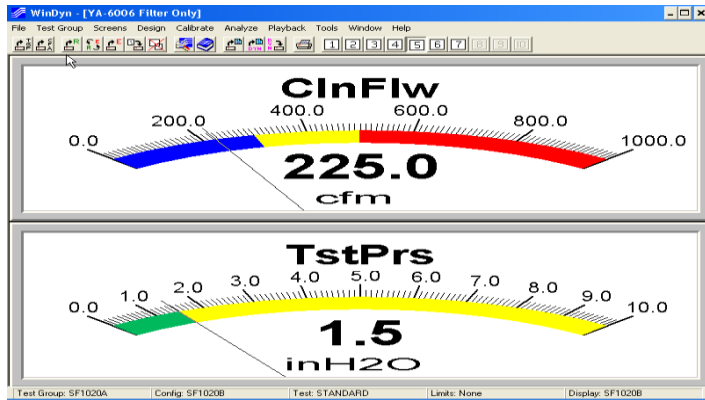 WinDyn - [YA-6006 Filter Only]
File Test Group Screens Design Calibrate Analyze Playback Tools Window Help
1 2 3 4 5 6 7 8 9 10
ClnFlw
0.0 200.0 400.0 600.0 800.0 1000.0
225.0
cfm
TstPrs
0.0 1.0 2.0 3.0 4.0 5.0 6.0 7.0 8.0 9.0 10.0
1.5
inH2O
Test Group: SF1020A Config: SF1020B Test: STANDARD Limits: None Display: SF1020B